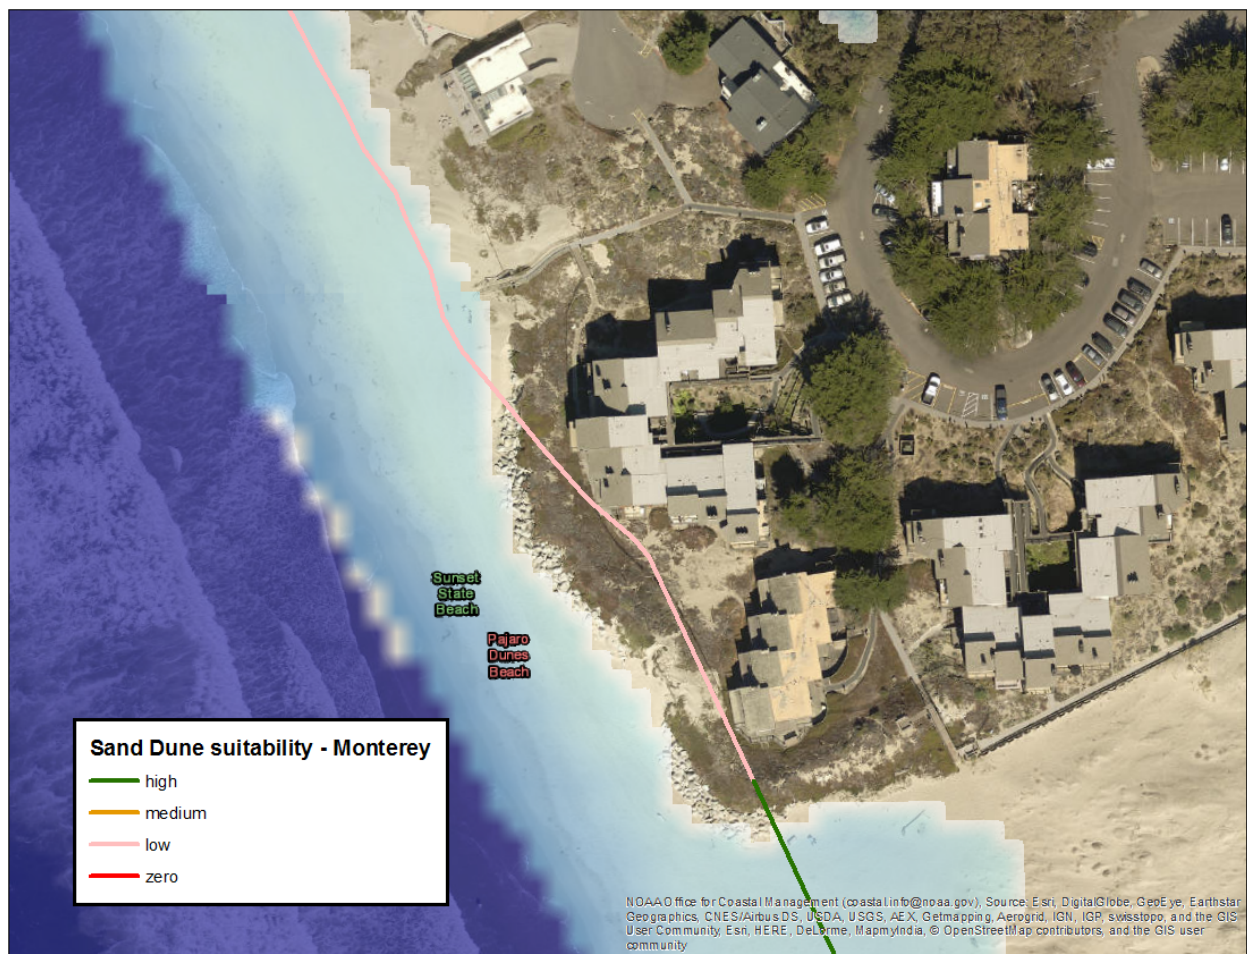 Sunset
State
Beach
Pajaro
Dunes
Beach
Sand Dune suitability - Monterey
high
medium
low
zero
NOAA Office for Coastal Management (coastal.info@noaa.gov), Source: Esri, DigitalGlobe, GeoEye, Earthstar
Geographics, CNES/Airbus DS, USDA, USGS, AEX, Getmapping, Aerogrid, IGN, IGP, swisstopo, and the GIS
User Community, Esri, HERE, DeLorme, MapmyIndia, © OpenStreetMap contributors, and the GIS user
community